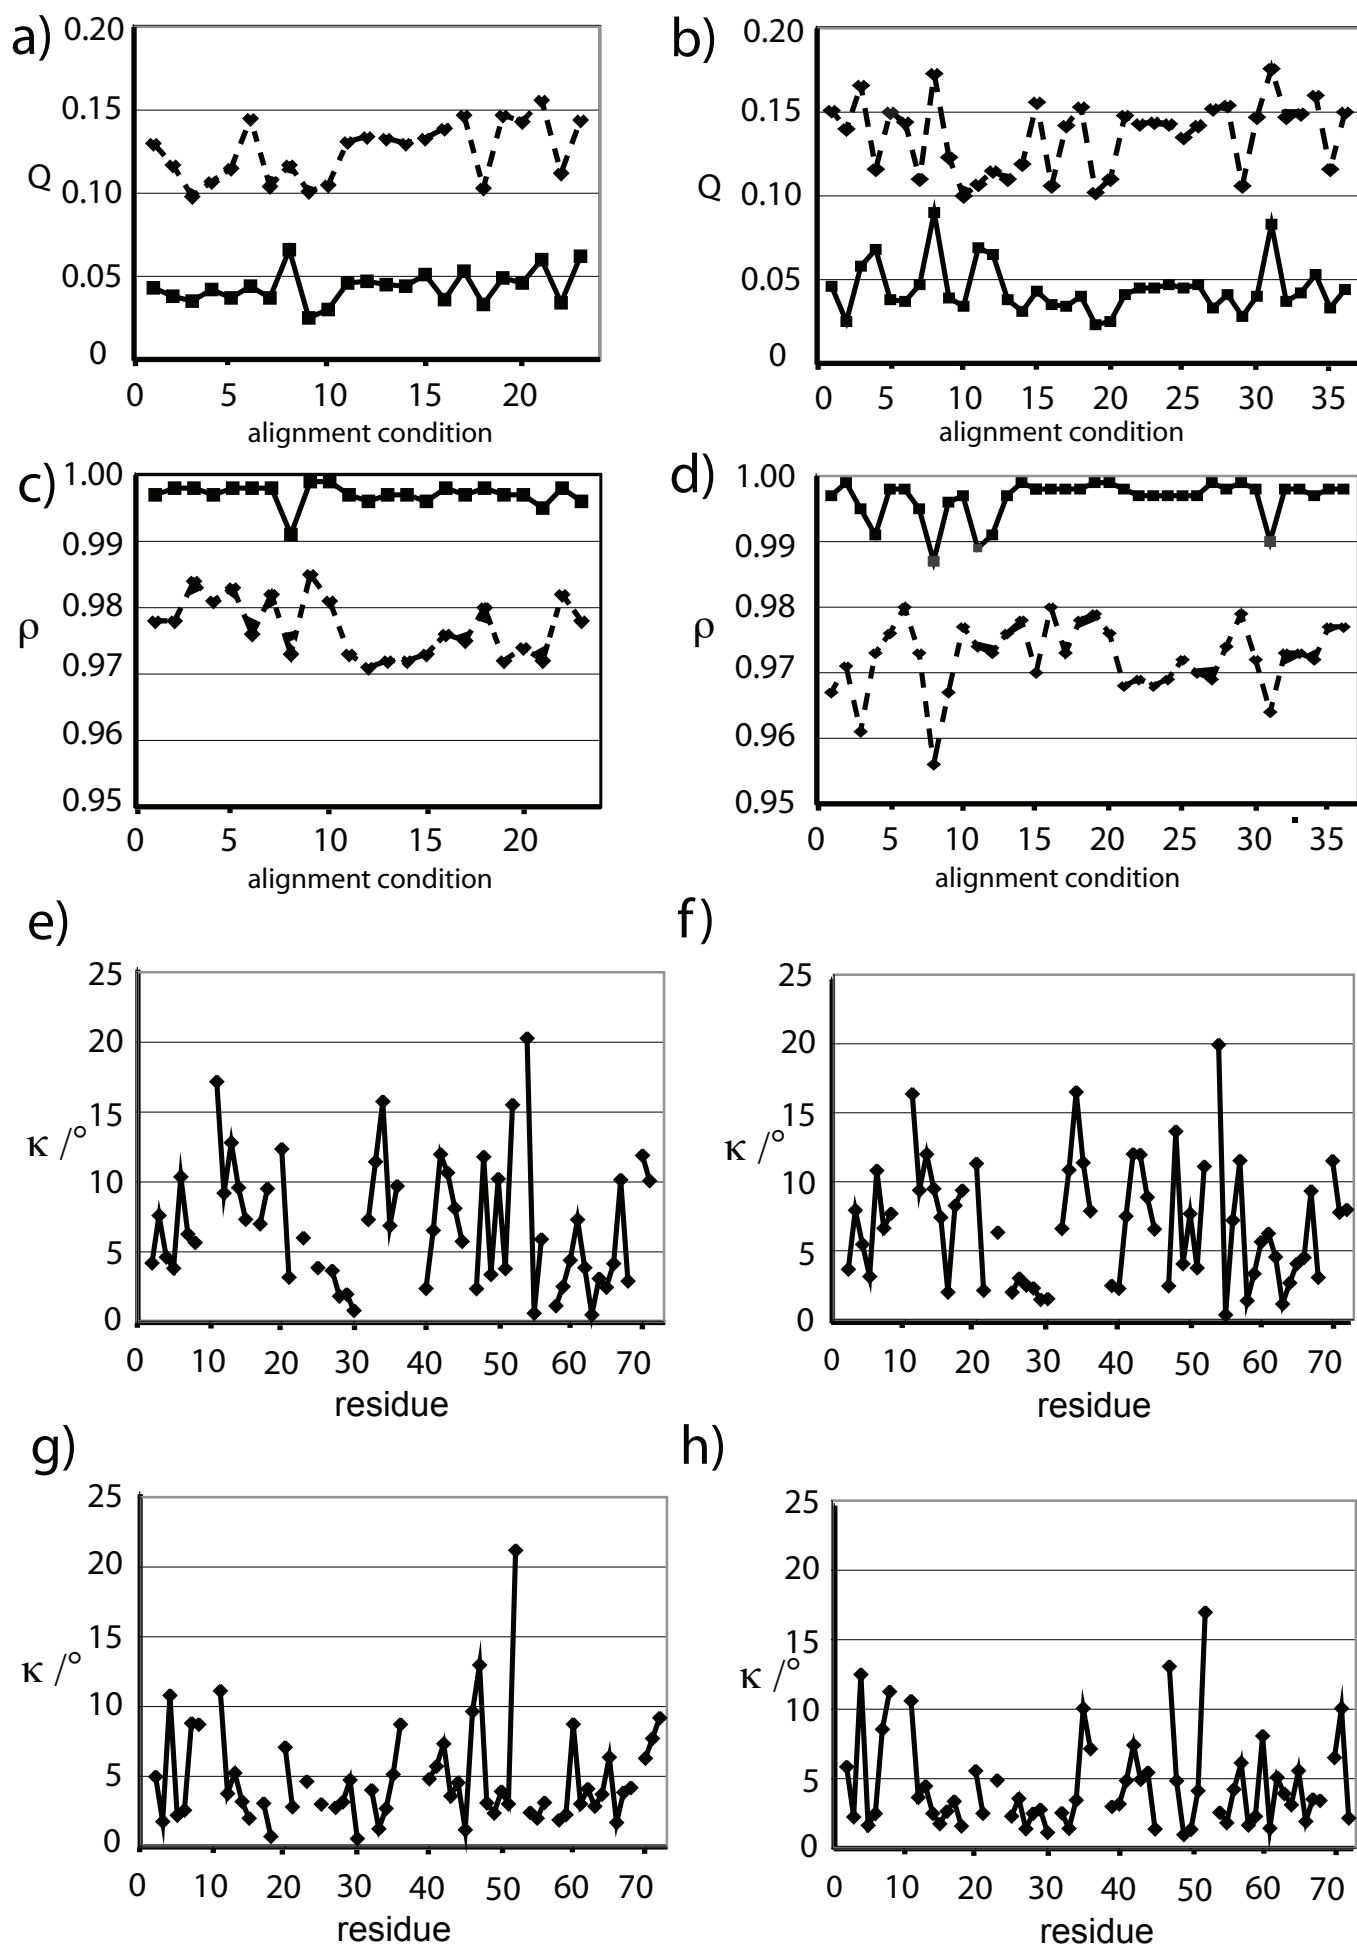 a)
0.20
0.15
Q
0.10
0.05
0
0 5 10 15 20
alignment condition
b)
0.20
0.15
Q
0.10
0.05
0
0 5 10 15 20 25 30 35
alignment condition
c)
1.00
0.99
0.98
ρ
0.97
0.96
0.95
0 5 10 15 20
alignment condition
d)
1.00
0.99
0.98
ρ
0.97
0.96
0.95
0 5 10 15 20 25 30 35
alignment condition
e)
25
20
15
κ /°
10
5
0
0 10 20 30 40 50 60 70
residue
f)
25
20
15
κ /°
10
5
0
0 10 20 30 40 50 60 70
residue
g)
25
20
15
κ /°
10
5
0
0 10 20 30 40 50 60 70
residue
h)
25
20
15
κ /°
10
5
0
0 10 20 30 40 50 60 70
residue